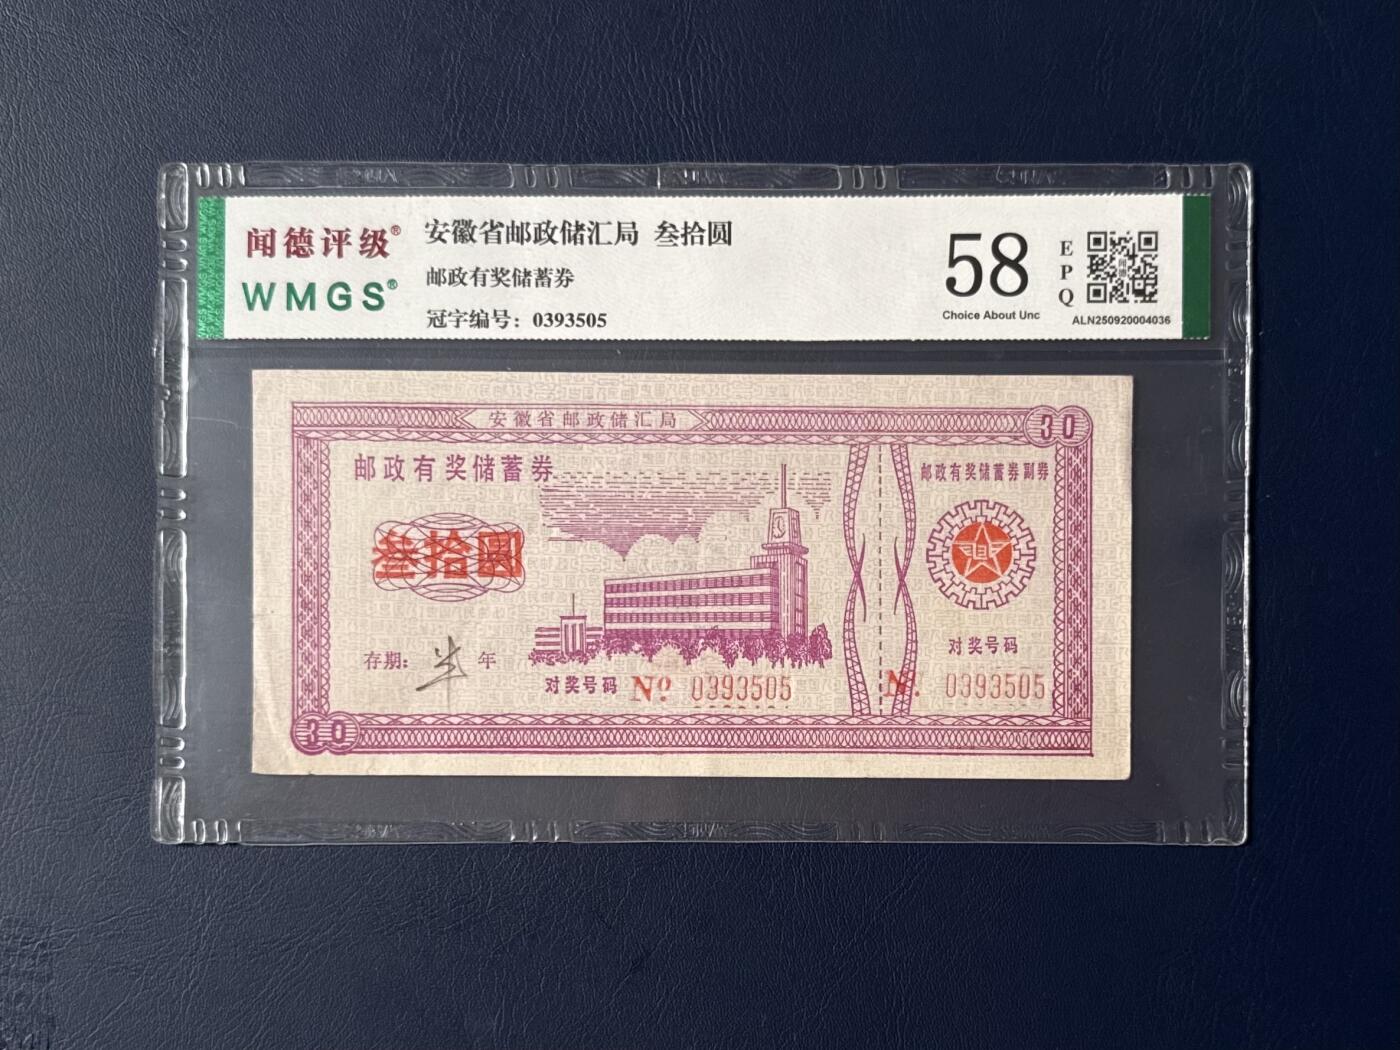 闻德评级®
WMGS®
安徽省邮政储汇局 叁拾圆
邮政有奖储蓄券
冠字编号：0393505
58
EPQ
Choice About Unc
ALN250920004036
安徽省邮政储汇局
30
邮政有奖储蓄券
邮政有奖储蓄券副券
叁拾圆
存期：半年
对奖号码 Nº 0393505
对奖号码
Nº 0393505
30